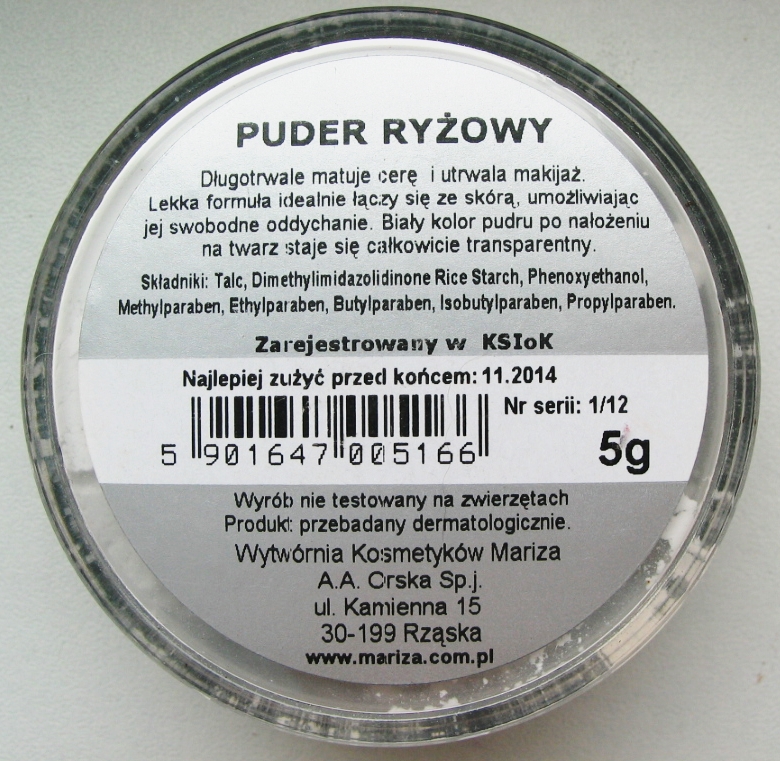 PUDER RYŻOWY
Długotrwale matuje cerę i utrwala makijaż.
Lekka formuła idealnie łączy się ze skórą, umożliwiając
jej swobodne oddychanie. Biały kolor pudru po nałożeniu
na twarz staje się całkowicie transparentny.
Składniki: Talc, Dimethylimidazolidinone Rice Starch, Phenoxyethanol,
Methylparaben, Ethylparaben, Butylparaben, Isobutylparaben, Propylparaben.
Zarejestrowany w KSIoK
Najlepiej zużyć przed końcem: 11.2014
Nr serii: 1/12
5 901647 005166
5g
Wyrób nie testowany na zwierzętach
Produkt przebadany dermatologicznie.
Wytwórnia Kosmetyków Mariza
A.A. Orska Sp.j.
ul. Kamienna 15
30-199 Rząska
www.mariza.com.pl